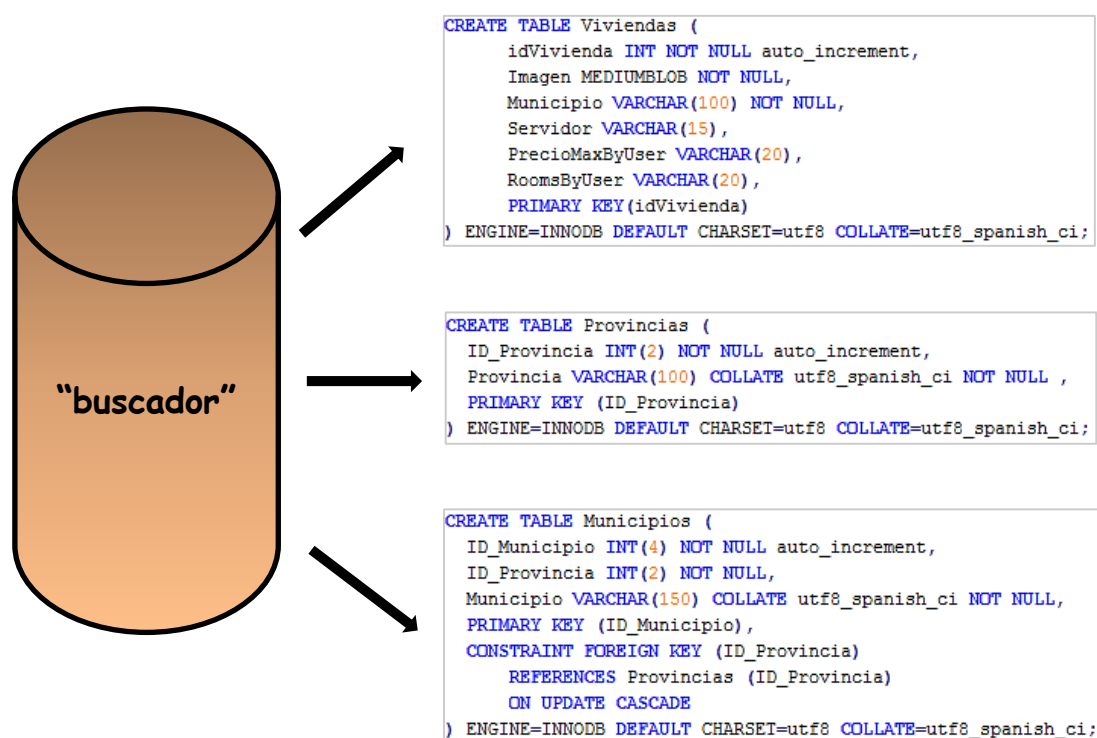 “buscador”
CREATE TABLE Viviendas (
idVivienda INT NOT NULL auto_increment,
Imagen MEDIUMBLOB NOT NULL,
Municipio VARCHAR(100) NOT NULL,
Servidor VARCHAR(15),
PrecioMaxByUser VARCHAR(20),
RoomsByUser VARCHAR(20),
PRIMARY KEY(idVivienda)
) ENGINE=INNODB DEFAULT CHARSET=utf8 COLLATE=utf8_spanish_ci;
CREATE TABLE Provincias (
ID_Provincia INT(2) NOT NULL auto_increment,
Provincia VARCHAR(100) COLLATE utf8_spanish_ci NOT NULL ,
PRIMARY KEY (ID_Provincia)
) ENGINE=INNODB DEFAULT CHARSET=utf8 COLLATE=utf8_spanish_ci;
CREATE TABLE Municipios (
ID_Municipio INT(4) NOT NULL auto_increment,
ID_Provincia INT(2) NOT NULL,
Municipio VARCHAR(150) COLLATE utf8_spanish_ci NOT NULL,
PRIMARY KEY (ID_Municipio),
CONSTRAINT FOREIGN KEY (ID_Provincia)
REFERENCES Provincias (ID_Provincia)
ON UPDATE CASCADE
) ENGINE=INNODB DEFAULT CHARSET=utf8 COLLATE=utf8_spanish_ci;